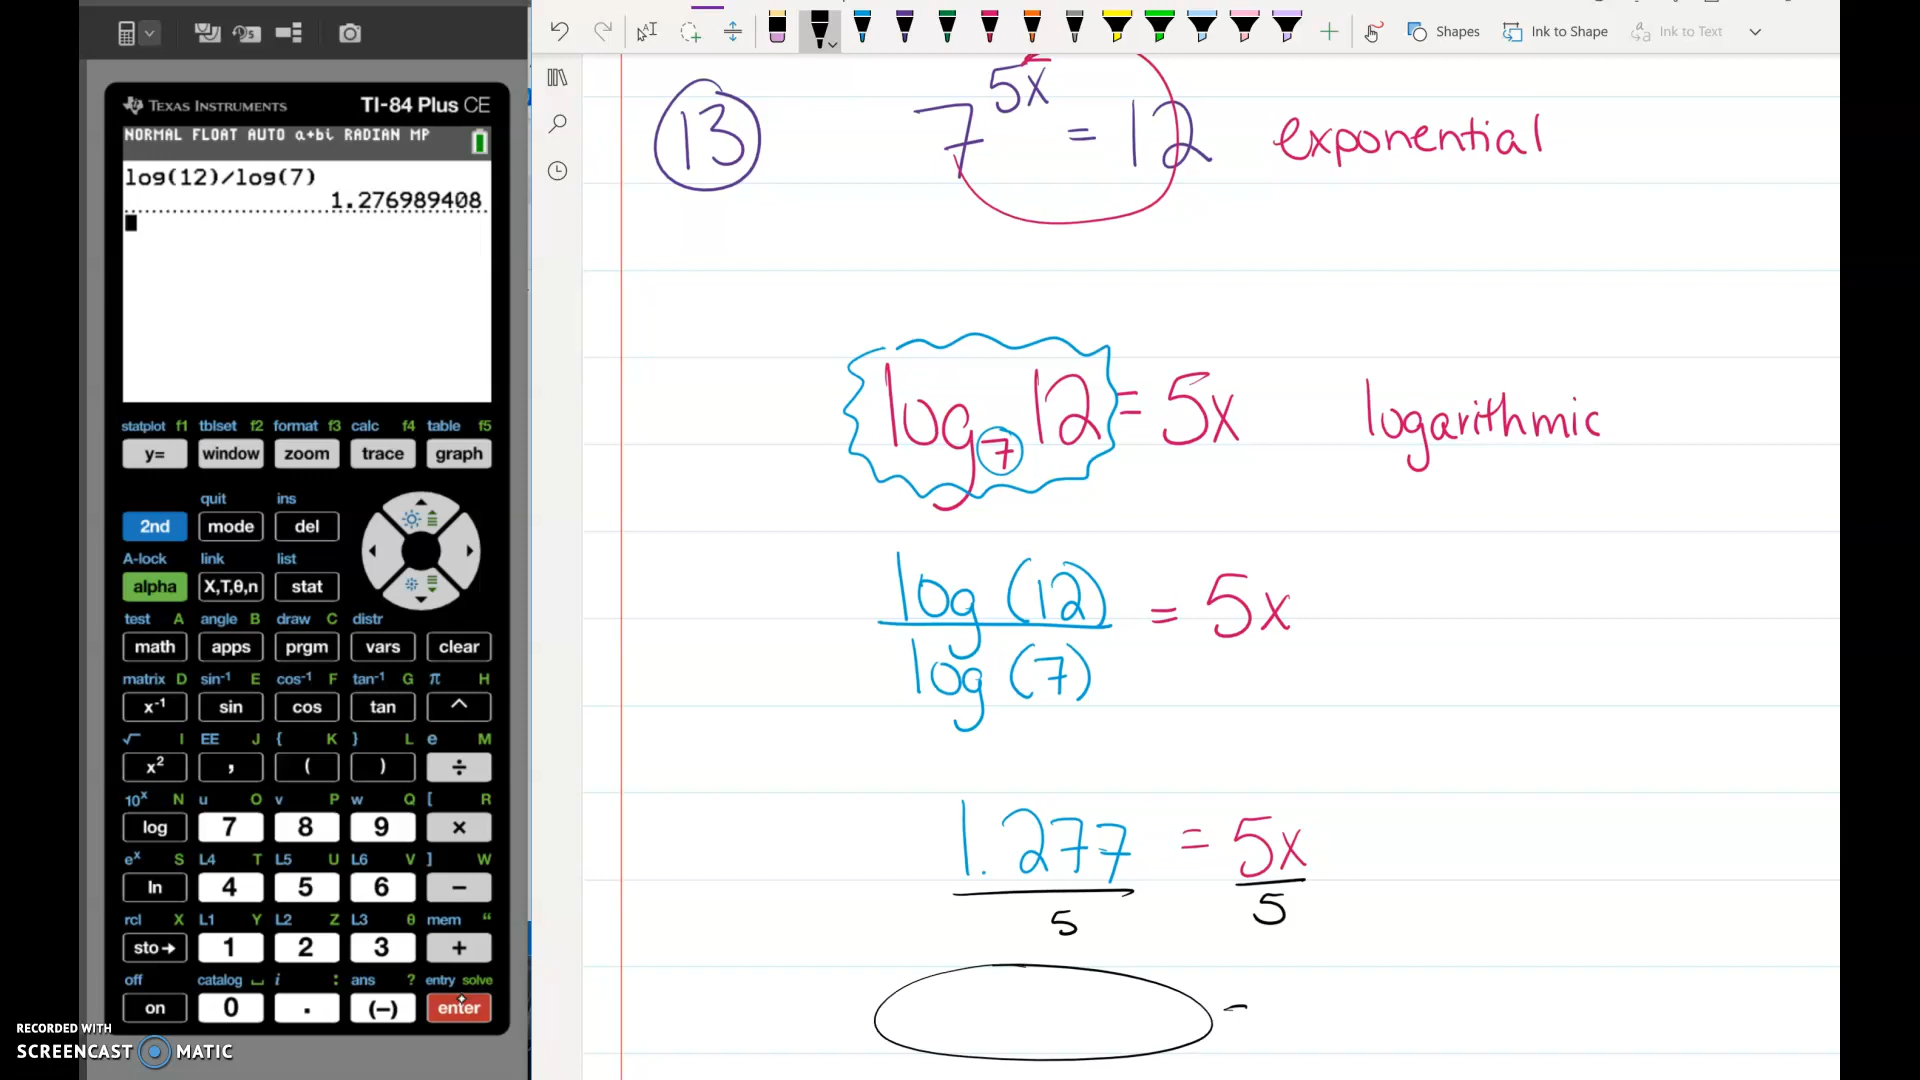 Shapes Ink to Shape Ink to Text
TEXAS INSTRUMENTS TI-84 Plus CE
NORMAL FLOAT AUTO a+bi RADIAN MP
log(12)/log(7)
1.276989408
statplot f1 tblset f2 format f3 calc f4 table f5
y= window zoom trace graph
quit ins
2nd mode del
A-lock link list
alpha X,T,θ,n stat
test A angle B draw C distr
math apps prgm vars clear
matrix D sin⁻¹ E cos⁻¹ F tan⁻¹ G π H
x⁻¹ sin cos tan ^
√ I EE J { K } L e M
x² , ( ) ÷
10ˣ N u O v P w Q [ R
log 7 8 9 ×
eˣ S L4 T L5 U L6 V ] W
ln 4 5 6 −
rcl X L1 Y L2 Z L3 θ mem “
sto→ 1 2 3 +
off catalog ⎵ i : ans ? entry solve
on 0 . (−) enter
RECORDED WITH
SCREENCAST MATIC
13 7^5x = 12 exponential
log₇ 12 = 5x logarithmic
log (12) = 5x
log (7)
1.277 = 5x
5 5